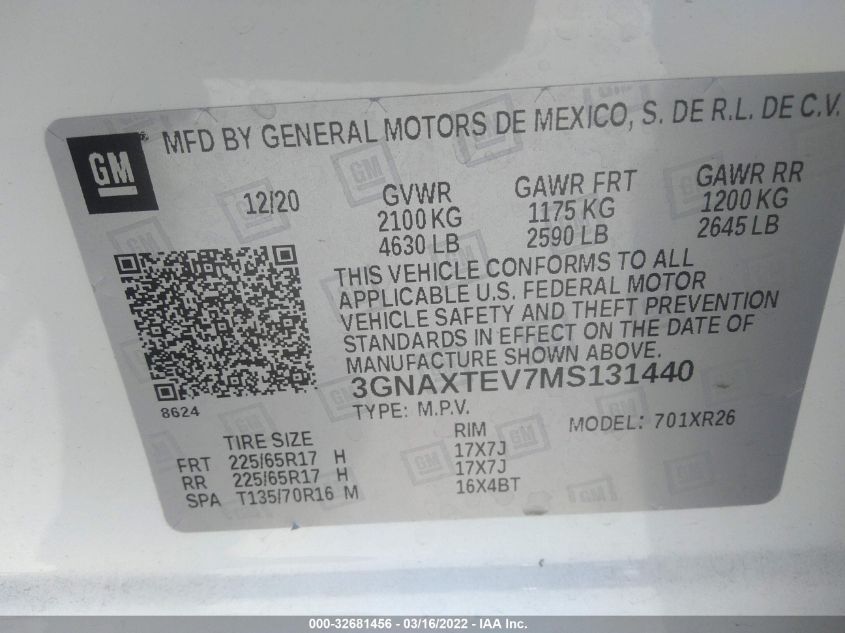 GM
MFD BY GENERAL MOTORS DE MEXICO, S. DE R.L. DE C.V.
12/20 GVWR GAWR FRT GAWR RR
2100 KG 1175 KG 1200 KG
4630 LB 2590 LB 2645 LB
THIS VEHICLE CONFORMS TO ALL
APPLICABLE U.S. FEDERAL MOTOR
VEHICLE SAFETY AND THEFT PREVENTION
STANDARDS IN EFFECT ON THE DATE OF
MANUFACTURE SHOWN ABOVE.
3GNAXTEV7MS131440
8624
TYPE: M.P.V. MODEL: 701XR26
TIRE SIZE RIM
FRT 225/65R17 H 17X7J
RR 225/65R17 H 17X7J
SPA T135/70R16 M 16X4BT
000-32681456 - 03/16/2022 - IAA Inc.